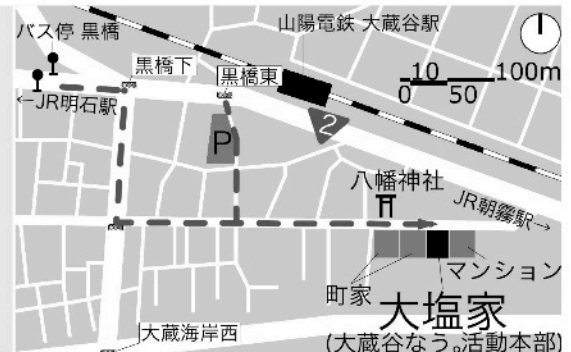 山陽電鉄 大蔵谷駅
バス停 黒橋
黒橋下
黒橋東
10
100m
0
50
←JR明石駅
2
P
八幡神社
JR朝霧駅→
マンション
町家
大塩家
(大蔵谷なう。活動本部)
大蔵海岸西